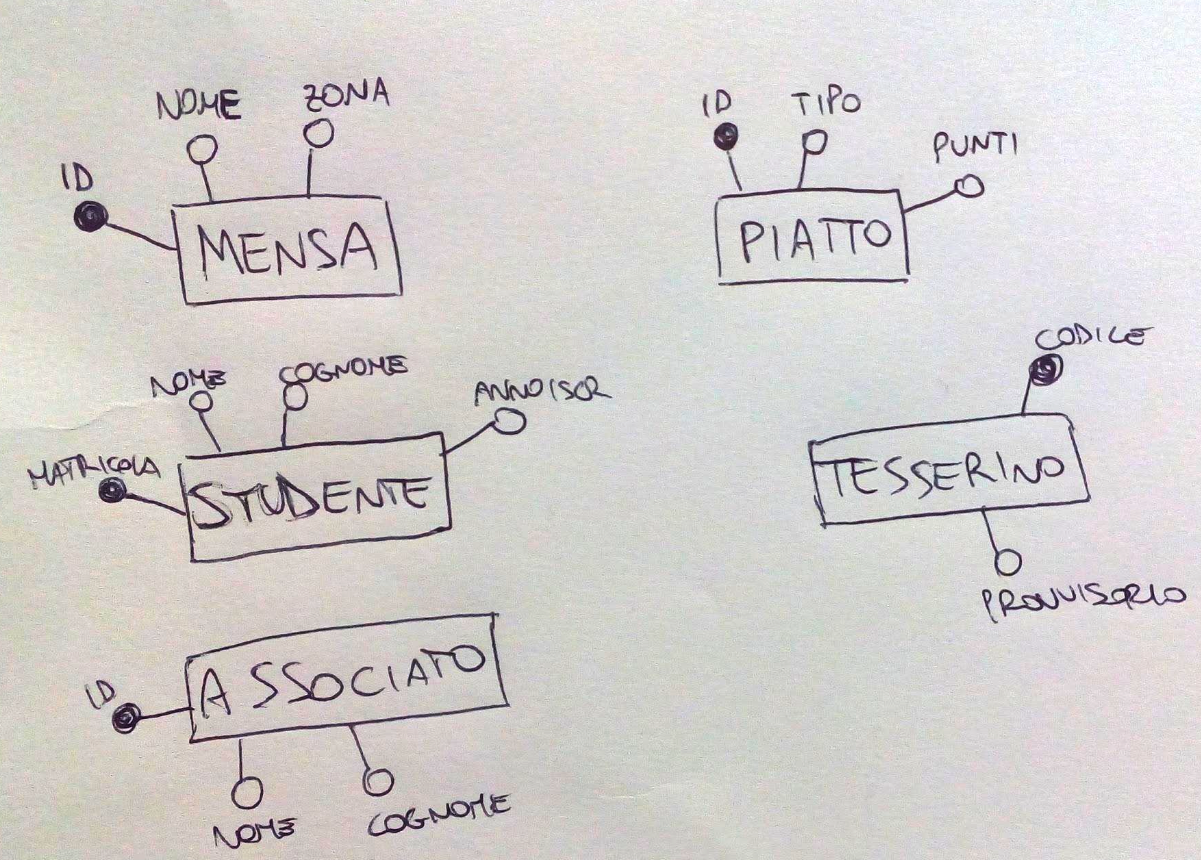 NOME
ZONA
ID
MENSA
ID
TIPO
PUNTI
PIATTO
NOME
COGNOME
ANNOISCR
MATRICOLA
STUDENTE
CODICE
TESSERINO
PROVVISORIO
ASSOCIATO
ID
NOME
COGNOME